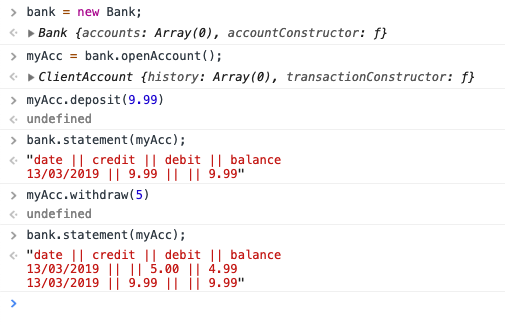 > bank = new Bank;
<· ▶Bank {accounts: Array(0), accountConstructor: ƒ}
> myAcc = bank.openAccount();
<· ▶ClientAccount {history: Array(0), transactionConstructor: ƒ}
> myAcc.deposit(9.99)
<· undefined
> bank.statement(myAcc);
<· "date || credit || debit || balance
13/03/2019 || 9.99 || || 9.99"
> myAcc.withdraw(5)
<· undefined
> bank.statement(myAcc);
<· "date || credit || debit || balance
13/03/2019 || || 5.00 || 4.99
13/03/2019 || 9.99 || || 9.99"
>